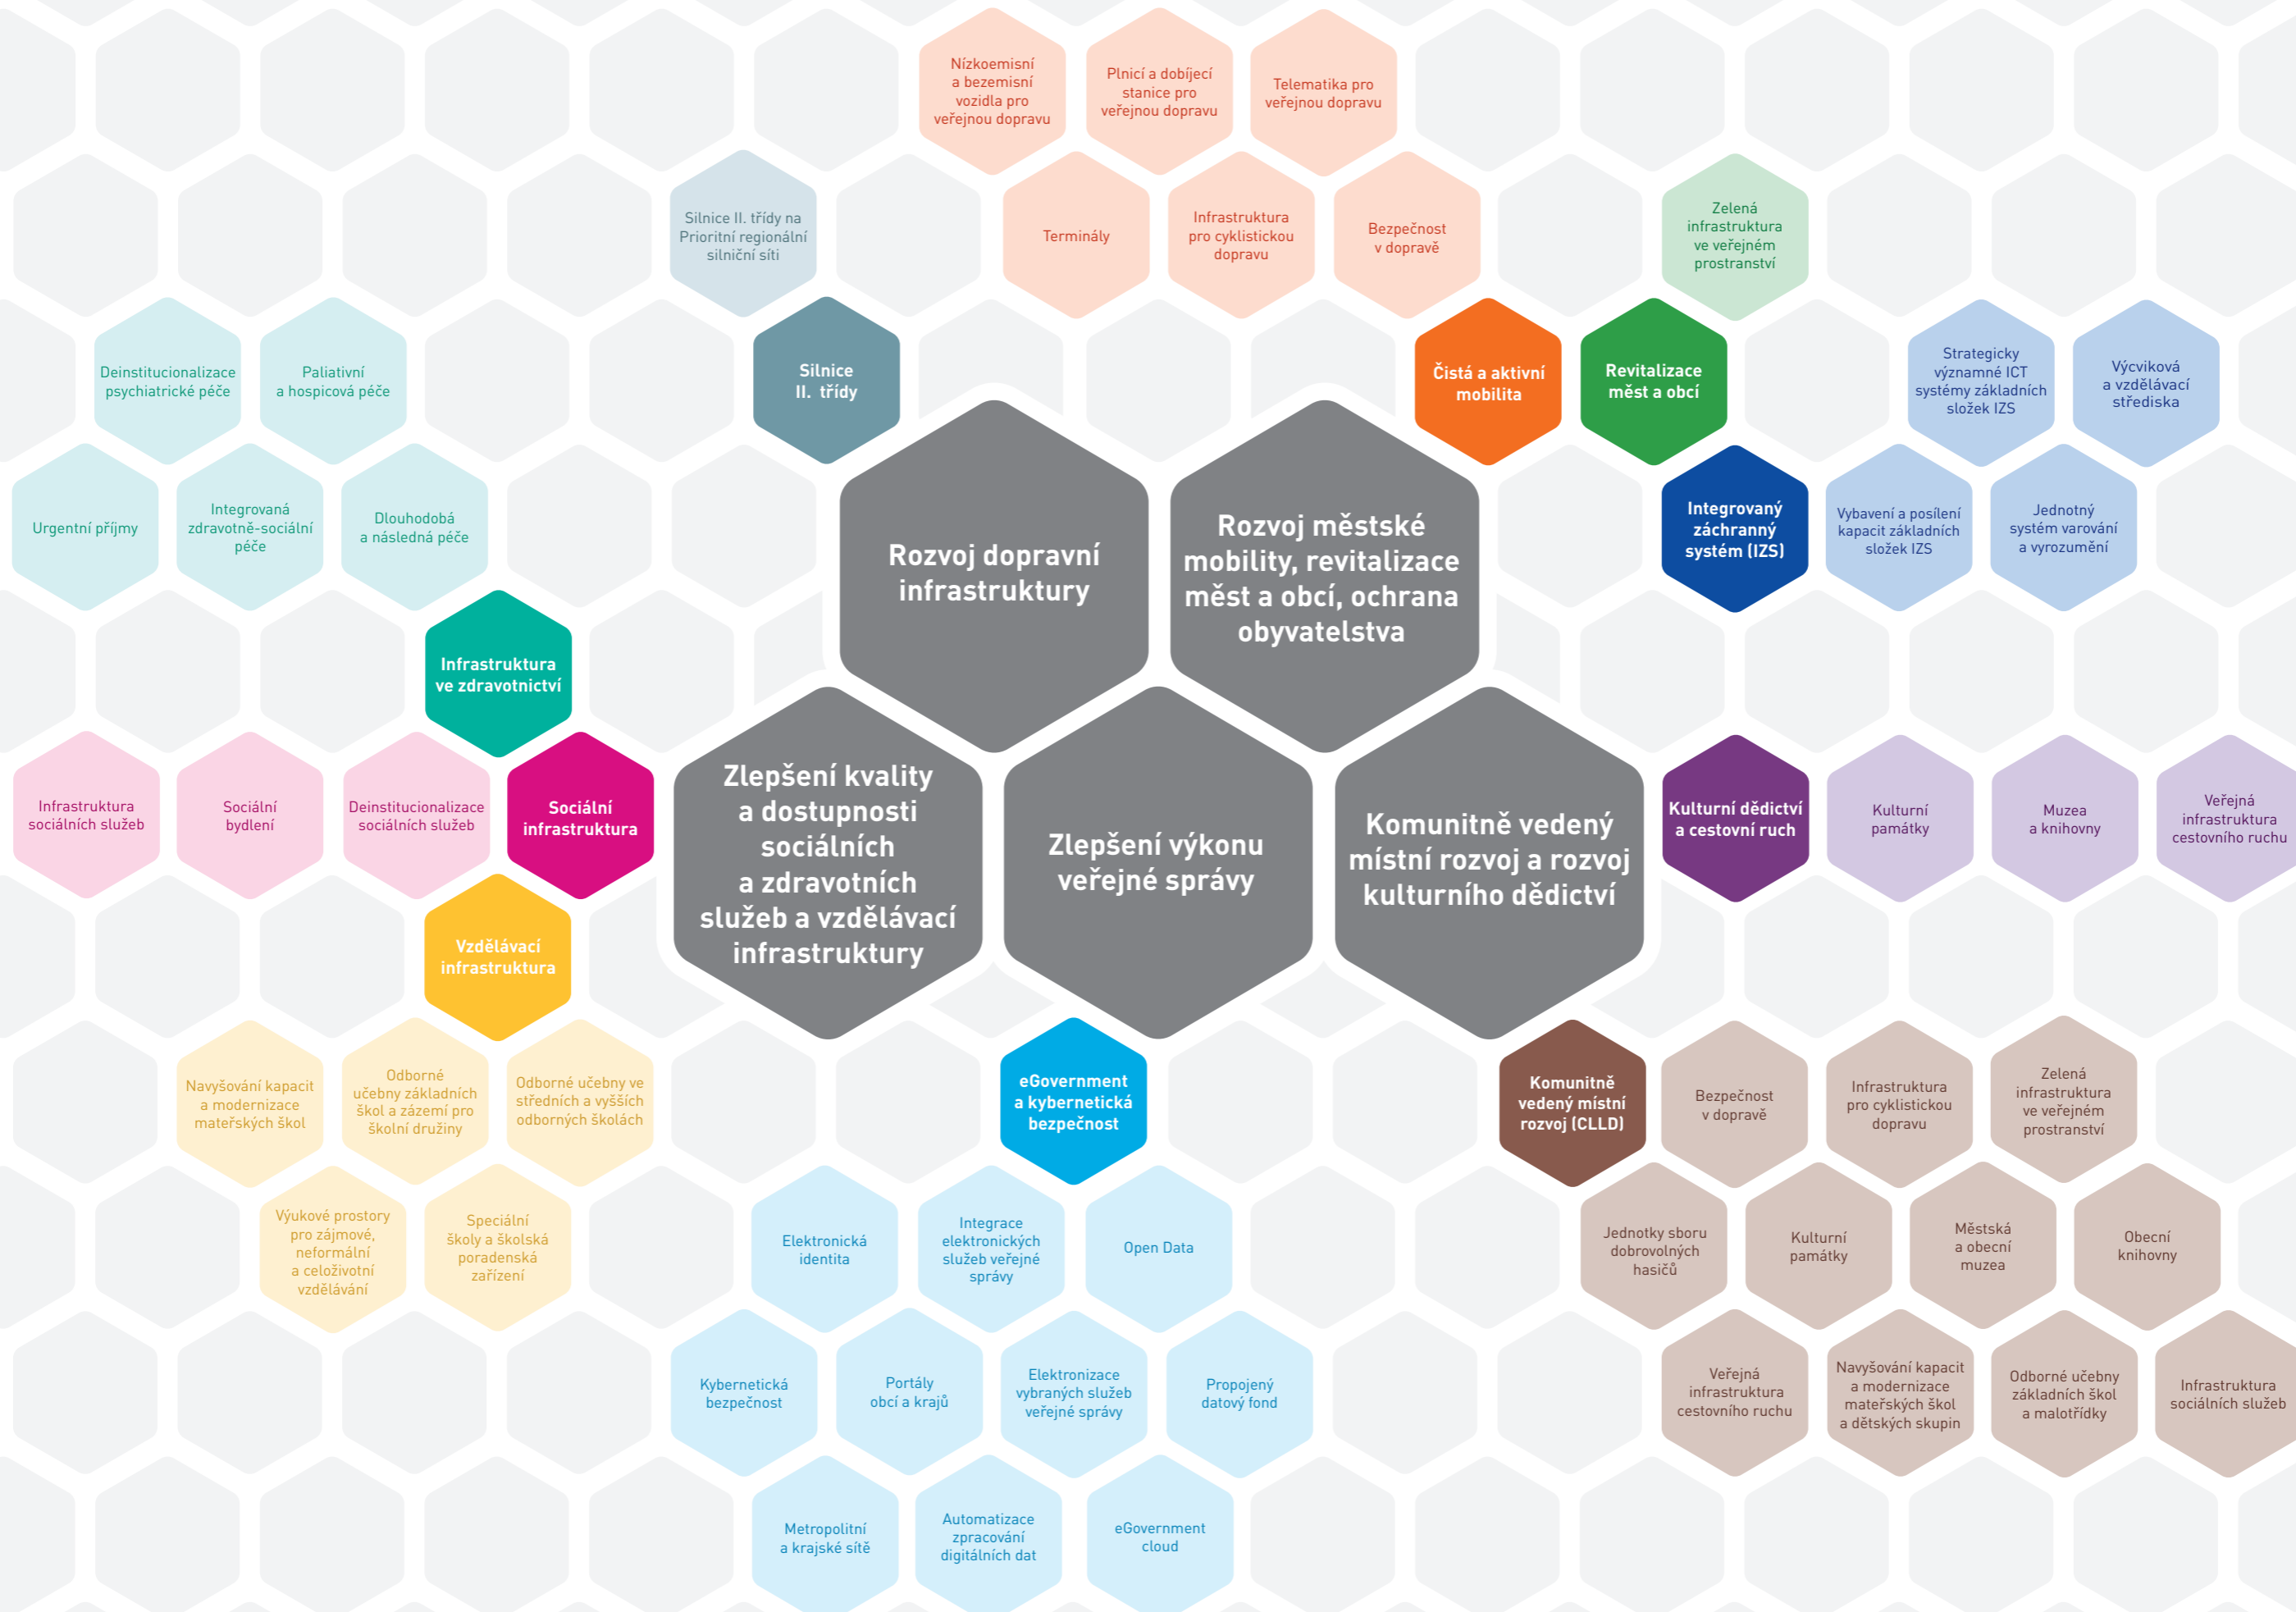 Nízkoemisní
a bezemisní
vozidla pro
veřejnou dopravu
Plnicí a dobíjecí
stanice pro
veřejnou dopravu
Telematika pro
veřejnou dopravu
Silnice II. třídy na
Prioritní regionální
silniční síti
Terminály
Infrastruktura
pro cyklistickou
dopravu
Bezpečnost
v dopravě
Zelená
infrastruktura
ve veřejném
prostranství
Deinstitucionalizace
psychiatrické péče
Paliativní
a hospicová péče
Silnice
II. třídy
Čistá a aktivní
mobilita
Revitalizace
měst a obcí
Strategicky
významné ICT
systémy základních
složek IZS
Výcviková
a vzdělávací
střediska
Urgentní příjmy
Integrovaná
zdravotně-sociální
péče
Dlouhodobá
a následná péče
Rozvoj dopravní
infrastruktury
Rozvoj městské
mobility, revitalizace
měst a obcí, ochrana
obyvatelstva
Integrovaný
záchranný
systém (IZS)
Vybavení a posílení
kapacit základních
složek IZS
Jednotný
systém varování
a vyrozumění
Infrastruktura
ve zdravotnictví
Infrastruktura
sociálních služeb
Sociální
bydlení
Deinstitucionalizace
sociálních služeb
Sociální
infrastruktura
Zlepšení kvality
a dostupnosti
sociálních
a zdravotních
služeb a vzdělávací
infrastruktury
Zlepšení výkonu
veřejné správy
Komunitně vedený
místní rozvoj a rozvoj
kulturního dědictví
Kulturní dědictví
a cestovní ruch
Kulturní
památky
Muzea
a knihovny
Veřejná
infrastruktura
cestovního ruchu
Vzdělávací
infrastruktura
Navyšování kapacit
a modernizace
mateřských škol
Odborné
učebny základních
škol a zázemí pro
školní družiny
Odborné učebny ve
středních a vyšších
odborných školách
eGovernment
a kybernetická
bezpečnost
Komunitně
vedený místní
rozvoj (CLLD)
Bezpečnost
v dopravě
Infrastruktura
pro cyklistickou
dopravu
Zelená
infrastruktura
ve veřejném
prostranství
Výukové prostory
pro zájmové,
neformální
a celoživotní
vzdělávání
Speciální
školy a školská
poradenská
zařízení
Elektronická
identita
Integrace
elektronických
služeb veřejné
správy
Open Data
Jednotky sboru
dobrovolných
hasičů
Kulturní
památky
Městská
a obecní
muzea
Obecní
knihovny
Kybernetická
bezpečnost
Portály
obcí a krajů
Elektronizace
vybraných služeb
veřejné správy
Propojený
datový fond
Veřejná
infrastruktura
cestovního ruchu
Navyšování kapacit
a modernizace
mateřských škol
a dětských skupin
Odborné učebny
základních škol
a malotřídky
Infrastruktura
sociálních služeb
Metropolitní
a krajské sítě
Automatizace
zpracování
digitálních dat
eGovernment
cloud